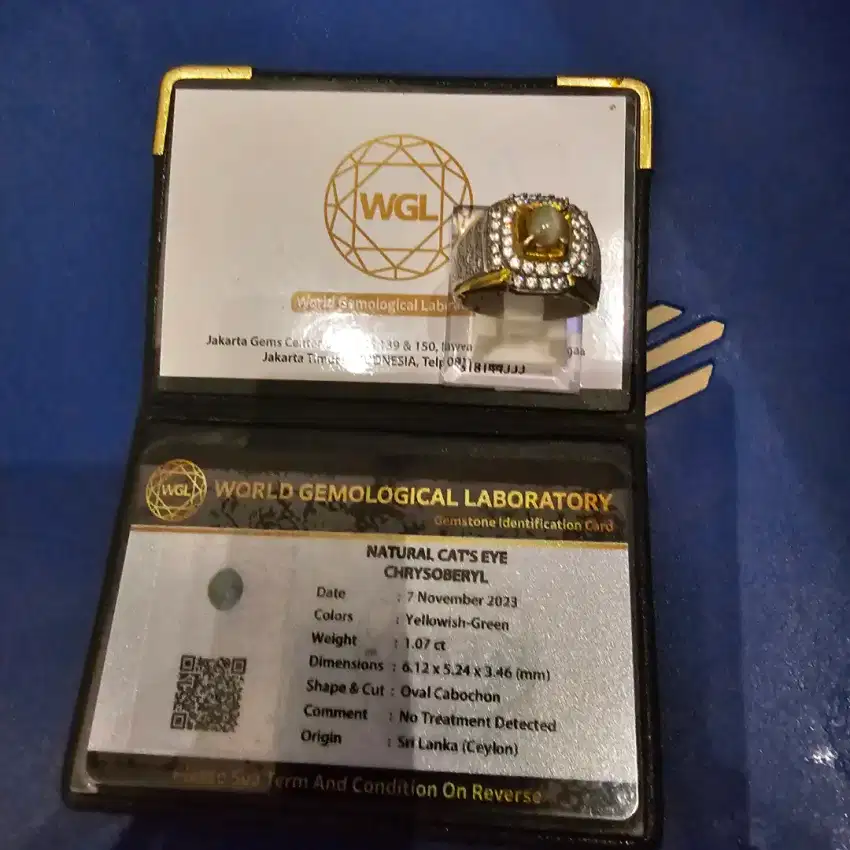 WGL
World Gemological
Jakarta Gems Center 139 & 150,
Jakarta Timur INDONESIA, Telp
WGL
WORLD GEMOLOGICAL LABORATORY
Gemstone Identification Card
NATURAL CAT'S EYE
CHRYSOBERYL
Date : 7 November 2023
Colors : Yellowish-Green
Weight : 1.07 ct
Dimensions : 6.12 x 5.24 x 3.46 (mm)
Shape & Cut : Oval Cabochon
Comment : No Treatment Detected
Origin : Sri Lanka (Ceylon)
Term And Condition On Reverse